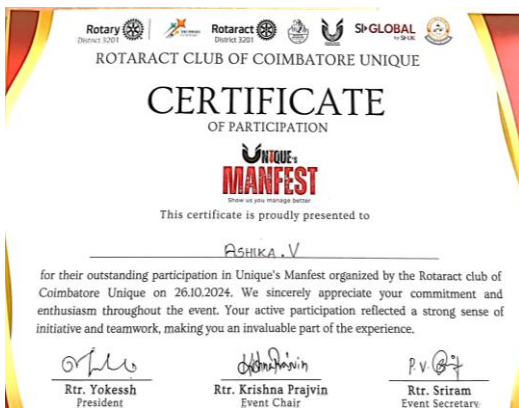 Rotary Rotaract SI-GLOBAL
District 3201 District 3201 by SI-UK
ROTARACT CLUB OF COIMBATORE UNIQUE
CERTIFICATE
OF PARTICIPATION
UNIQUE's
MANFEST
Show us you manage better
This certificate is proudly presented to
ASHIKA.V
for their outstanding participation in Unique's Manfest organized by the Rotaract club of
Coimbatore Unique on 26.10.2024. We sincerely appreciate your commitment and
enthusiasm throughout the event. Your active participation reflected a strong sense of
initiative and teamwork, making you an invaluable part of the experience.
Rtr. Yokessh Rtr. Krishna Prajvin Rtr. Sriram
President Event Chair Event Secretary